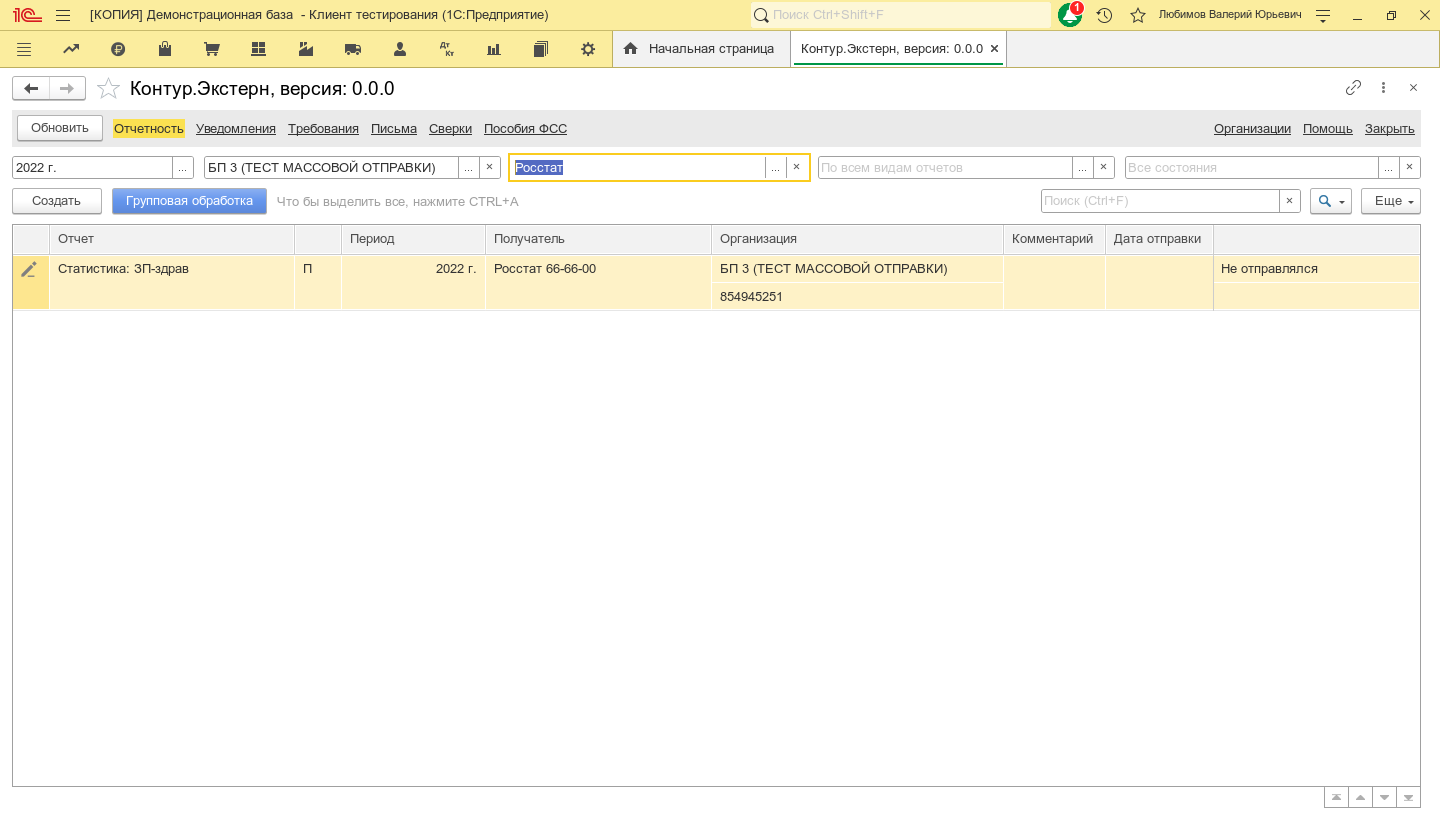 [КОПИЯ] Демонстрационная база - Клиент тестирования (1С:Предприятие)
Поиск Ctrl+Shift+F
1
Любимов Валерий Юрьевич
Дт Кт
Начальная страница
Контур.Экстерн, версия: 0.0.0
Контур.Экстерн, версия: 0.0.0
Обновить Отчетность Уведомления Требования Письма Сверки Пособия ФСС Организации Помощь Закрыть
2022 г. ... БП 3 (ТЕСТ МАССОВОЙ ОТПРАВКИ) ... × Росстат ... × По всем видам отчетов ... × Все состояния ... ×
Создать Групповая обработка Что бы выделить все, нажмите CTRL+A Поиск (Ctrl+F) × Еще
Отчет Период Получатель Организация Комментарий Дата отправки
Статистика: ЗП-здрав П 2022 г. Росстат 66-66-00 БП 3 (ТЕСТ МАССОВОЙ ОТПРАВКИ) Не отправлялся
854945251